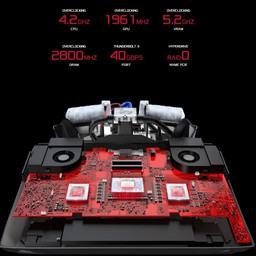 OVERCLOCKING OVERCLOCKING OVERCLOCKING
4.2GHZ 1961MHZ 5.2GHZ
CPU GPU VRAM
OVERCLOCKING THUNDERBOLT 3 HYPERDRIVE
2800MHZ 40GBPS RAID0
DRAM PORT NVME PCIE